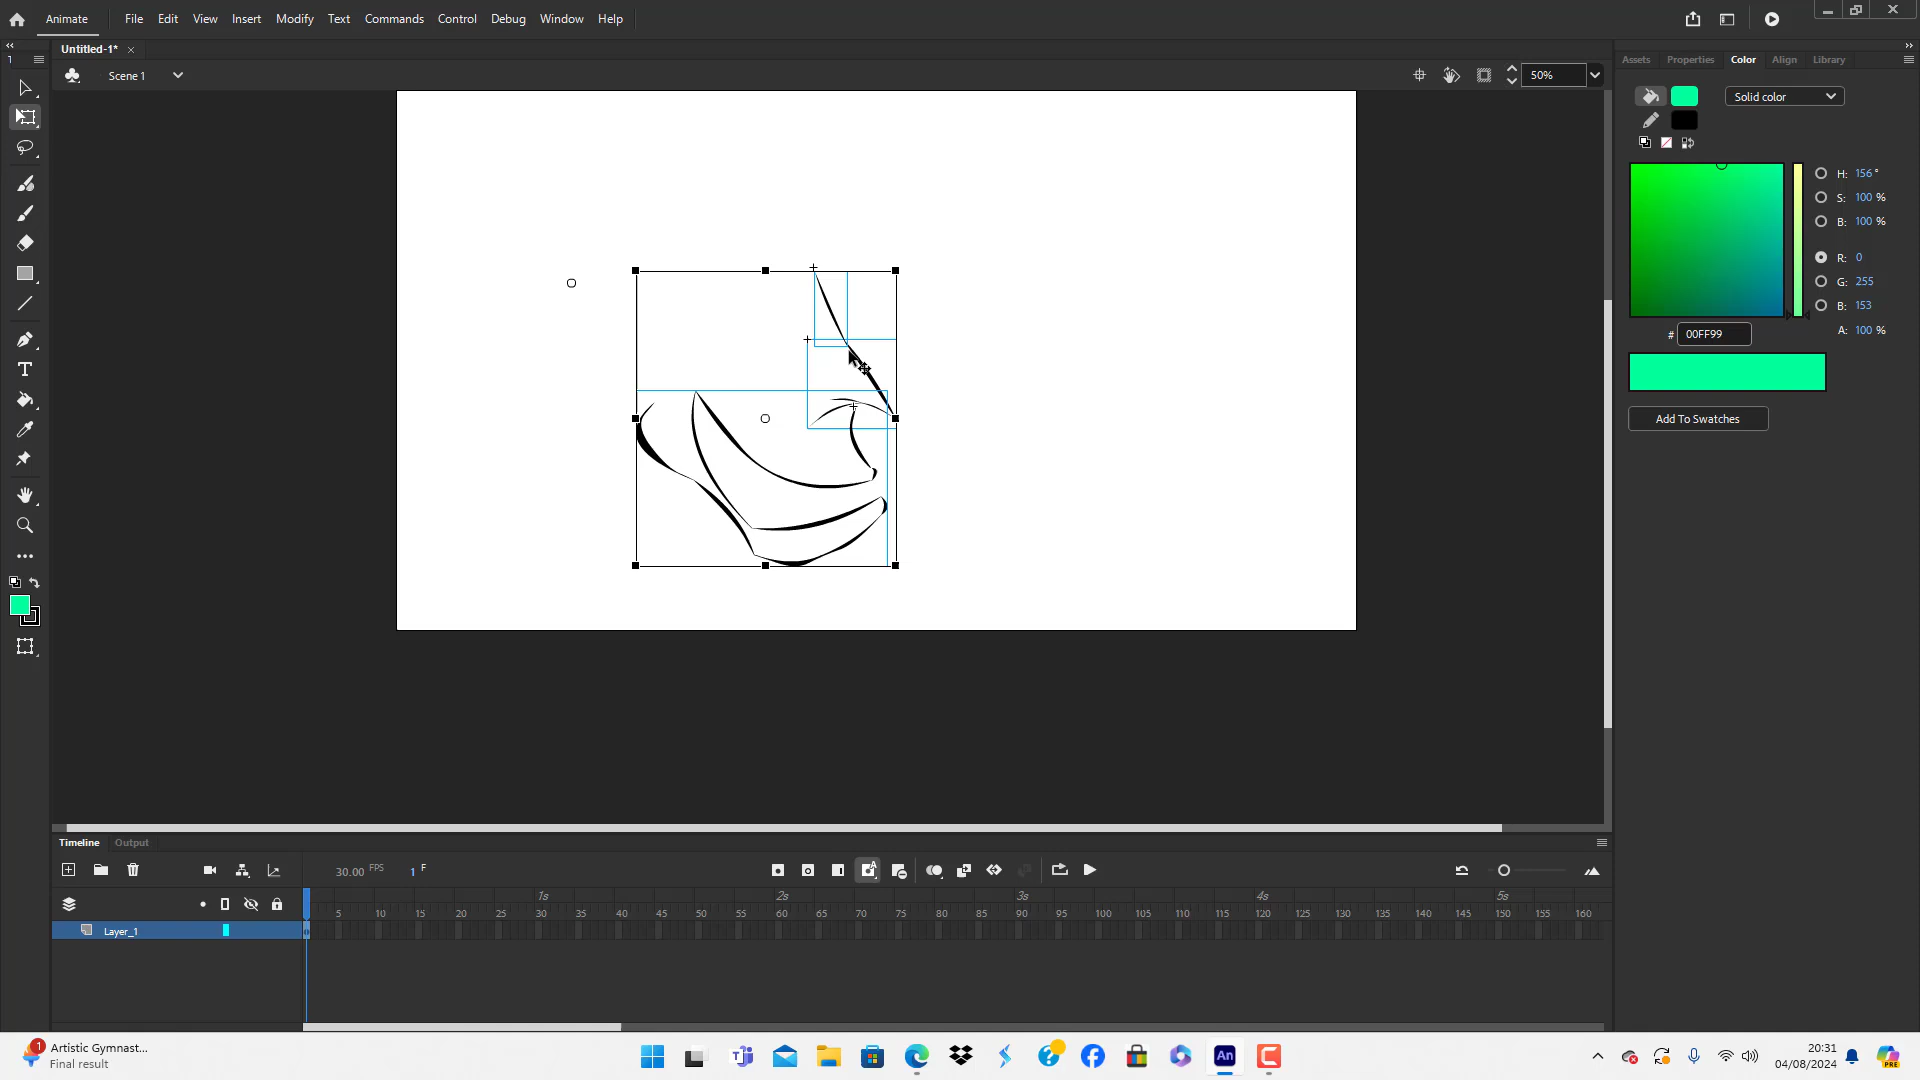 Animate File Edit View Insert Modify Text Commands Control Debug Window Help
Untitled-1* ×
1
Scene 1 50%
Assets Properties Color Align Library
Solid color
H: 156 °
S: 100 %
B: 100 %
R: 0
G: 255
B: 153
A: 100 %
# 00FF99
Add To Swatches
T
Timeline Output
30.00 FPS 1 F
1s 2s 3s 4s 5s
5 10 15 20 25 30 35 40 45 50 55 60 65 70 75 80 85 90 95 100 105 110 115 120 125 130 135 140 145 150 155 160
Layer_1
1 Artistic Gymnast...
Final result
An
PRE
20:31
04/08/2024